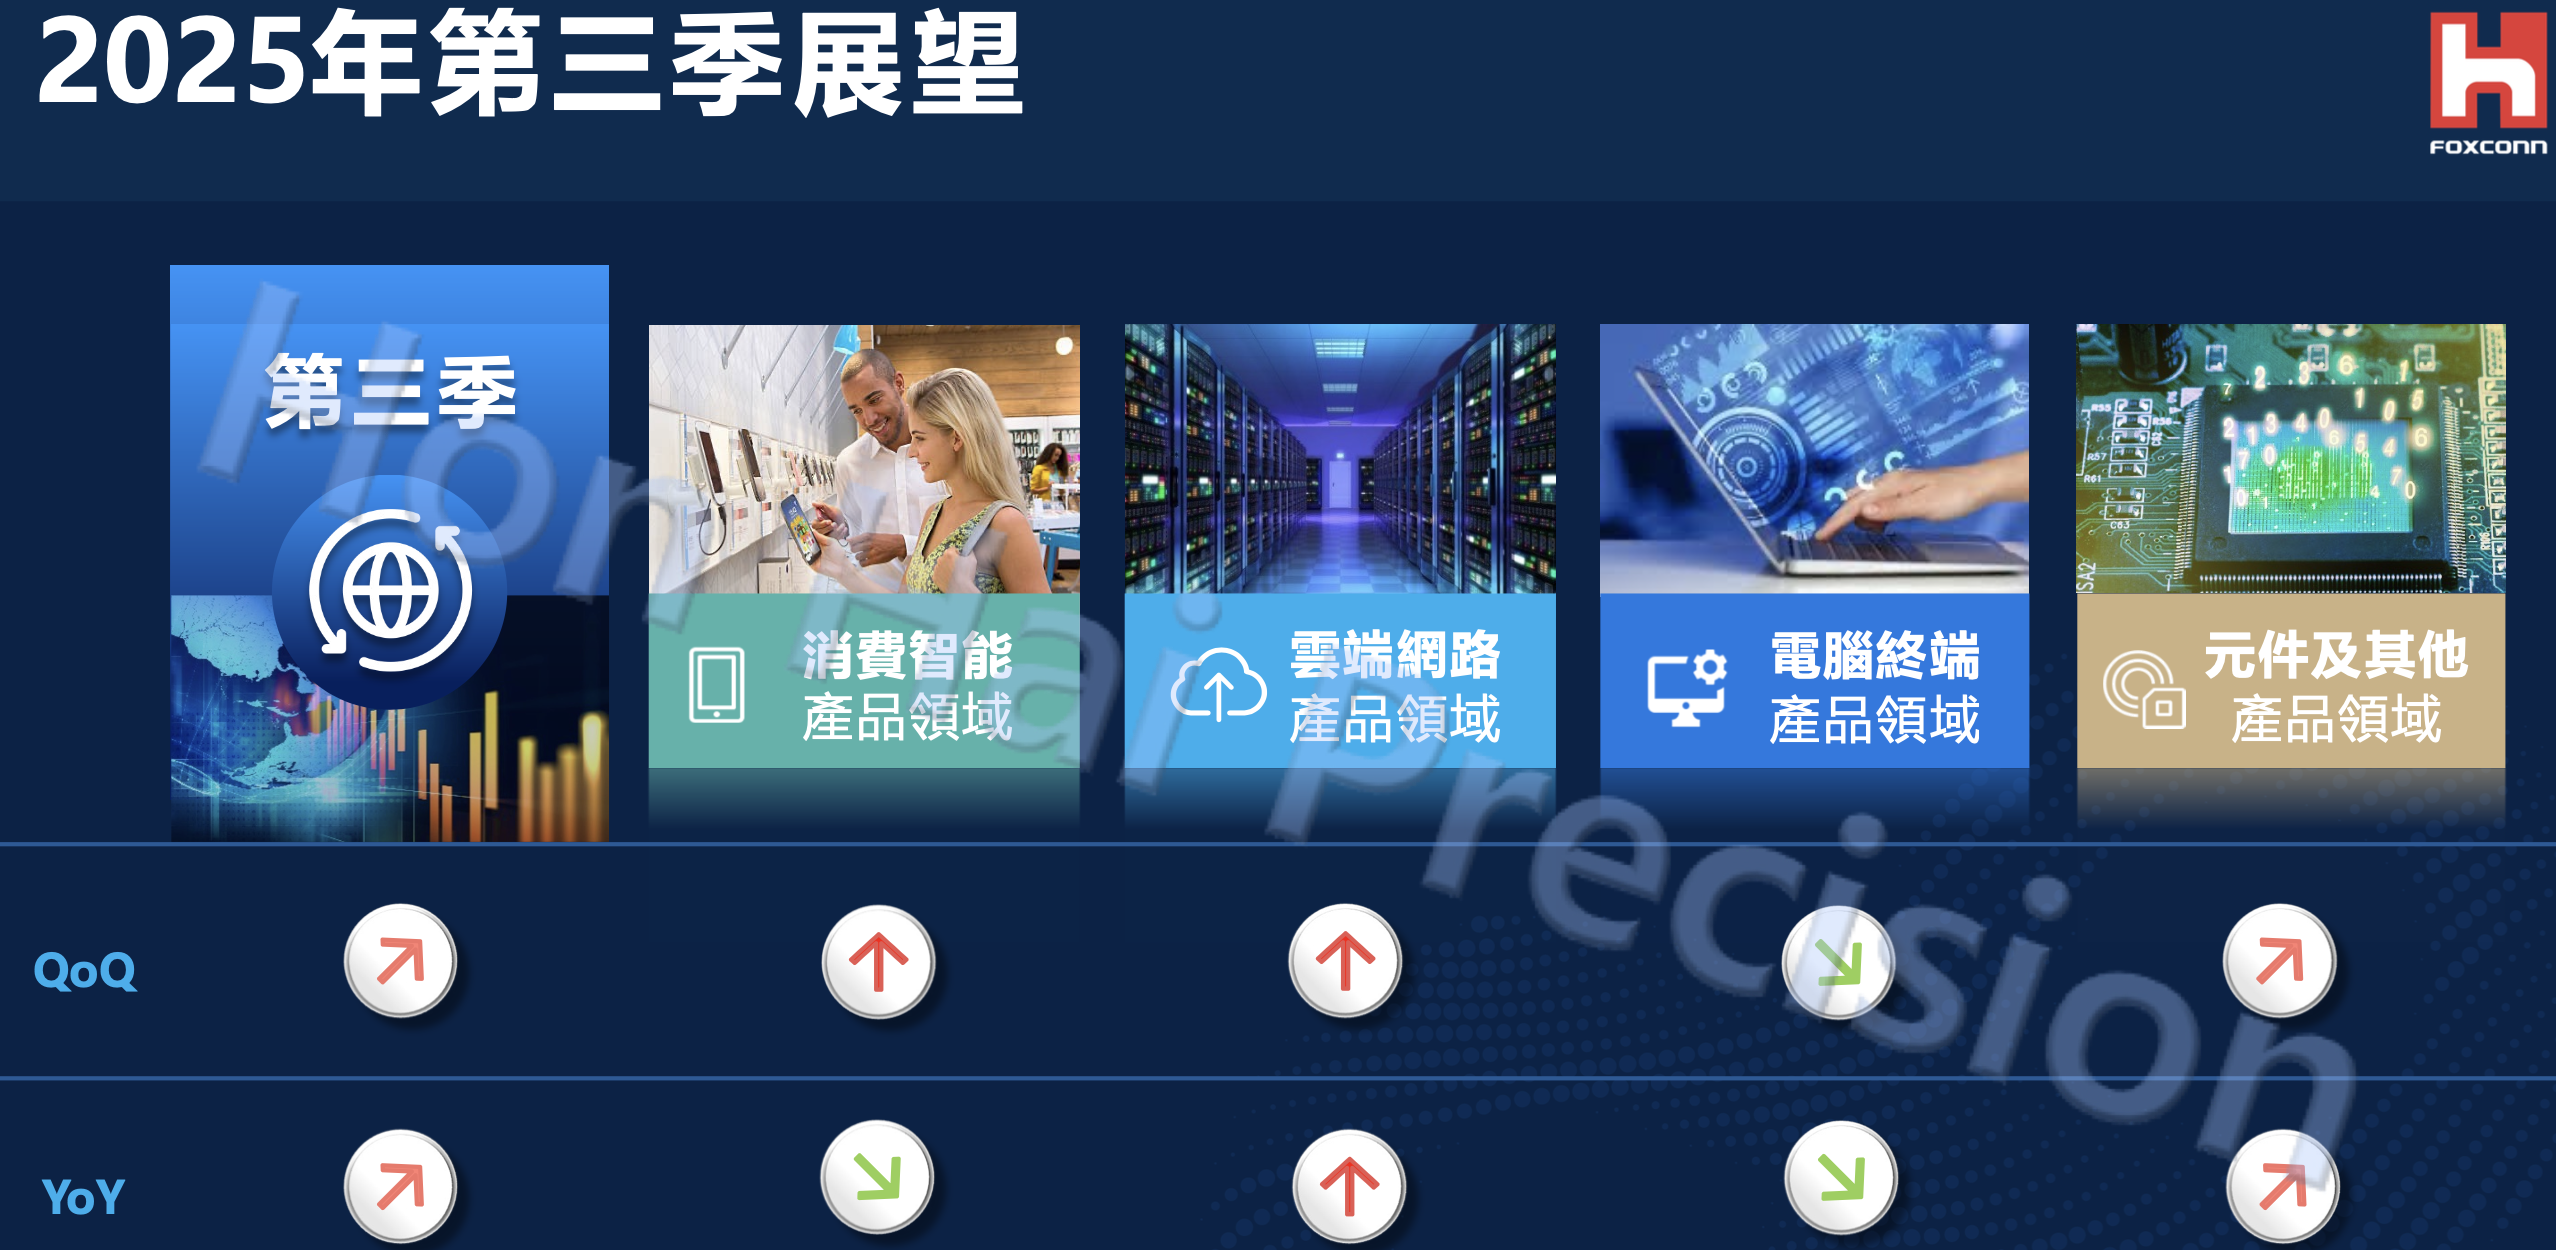 2025年第三季展望
FOXCONN
第三季
消費智能
產品領域
雲端網路
產品領域
電腦終端
產品領域
元件及其他
產品領域
QoQ
YoY
Hon Hai Precision